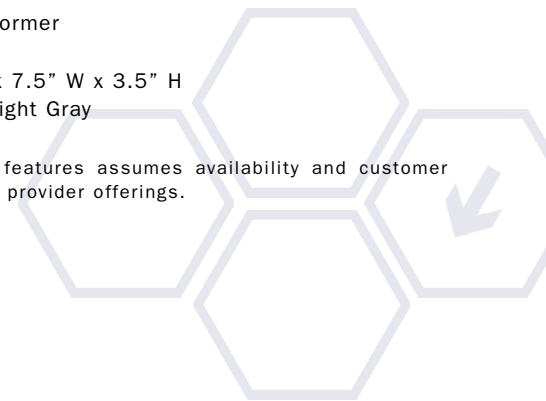 ormer
x 7.5” W x 3.5” H
ight Gray
features assumes availability and customer
provider offerings.